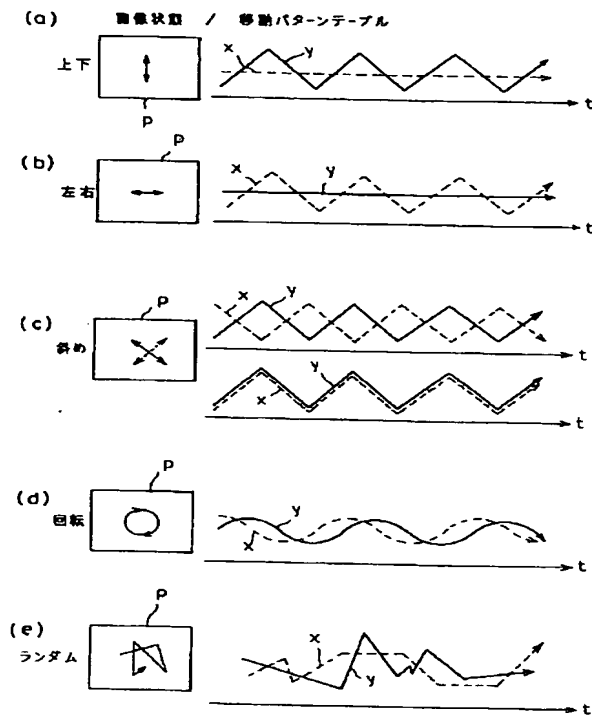 (a) 画像状態 / 移動パターンテーブル
上下
x y
P
t
(b) P
左右
x y
t
(c) P
斜め
x y
t
y
x
t
(d) P
回転
y
x
t
(e) P
ランダム
x
y
t